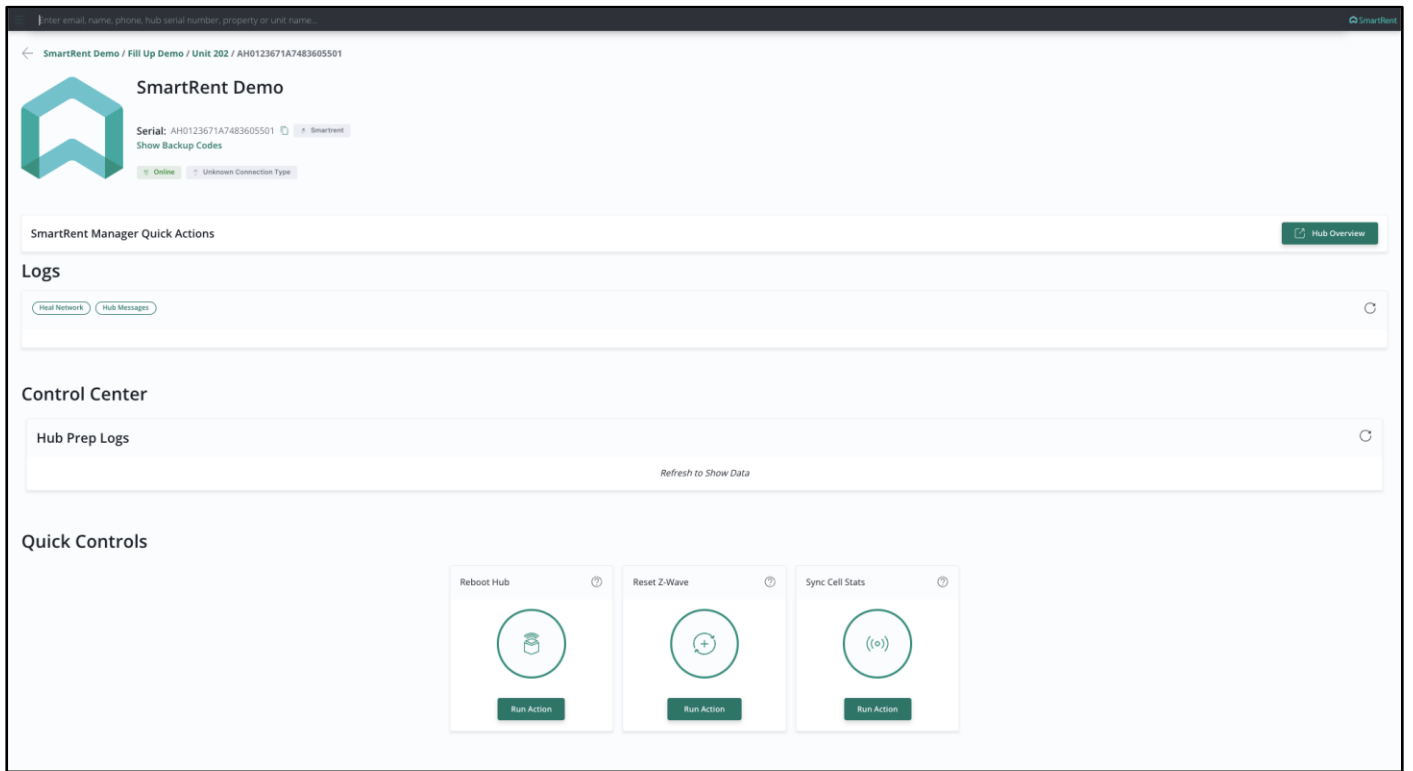 Enter email, name, phone, hub serial number, property or unit name...
SmartRent
SmartRent Demo / Fill Up Demo / Unit 202 / AH0123671A7483605501
SmartRent Demo
Serial: AH0123671A7483605501 Smartrent
Show Backup Codes
Online Unknown Connection Type
SmartRent Manager Quick Actions
Hub Overview
Logs
Heal Network Hub Messages
Control Center
Hub Prep Logs
Refresh to Show Data
Quick Controls
Reboot Hub
Run Action
Reset Z-Wave
Run Action
Sync Cell Stats
Run Action